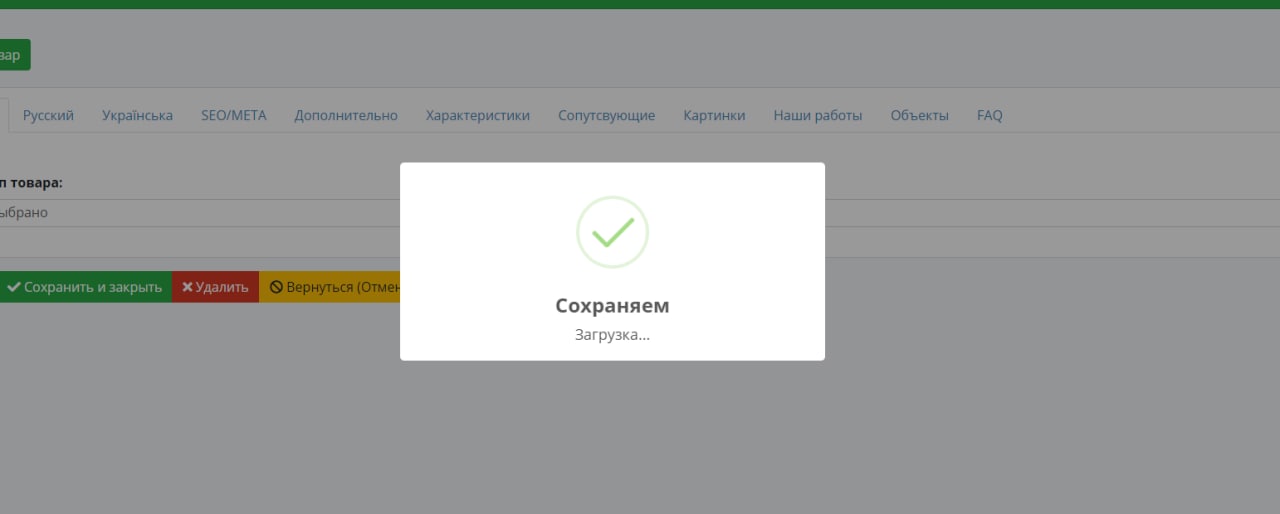 вар
Русский Українська SEO/META Дополнительно Характеристики Сопутсвующие Картинки Наши работы Объекты FAQ
п товара:
ыбрано
Сохранить и закрыть Удалить Вернуться (Отмен
Сохраняем
Загрузка...